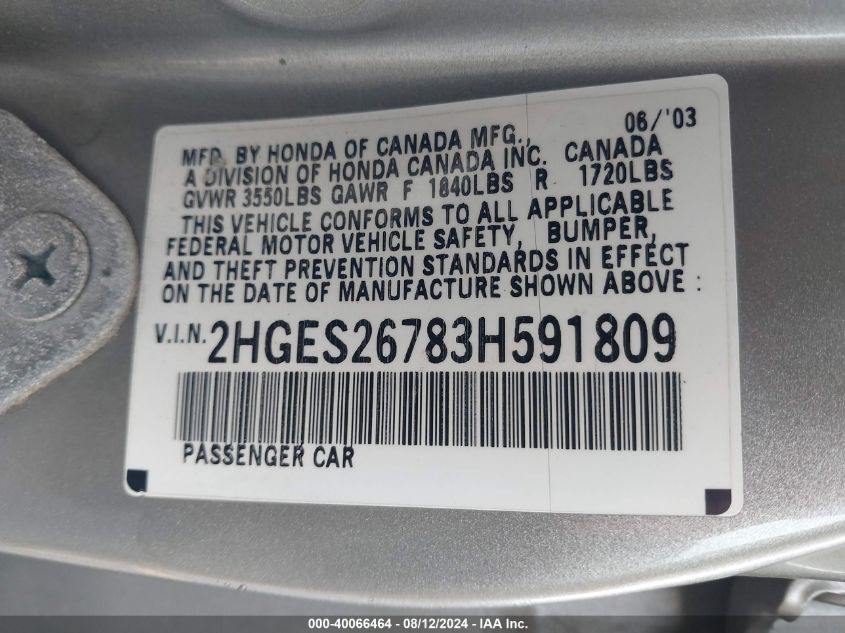 06/'03
MFD. BY HONDA OF CANADA MFG.,
A DIVISION OF HONDA CANADA INC. CANADA
GVWR 3550LBS GAWR F 1840LBS R 1720LBS
THIS VEHICLE CONFORMS TO ALL APPLICABLE
FEDERAL MOTOR VEHICLE SAFETY, BUMPER,
AND THEFT PREVENTION STANDARDS IN EFFECT
ON THE DATE OF MANUFACTURE SHOWN ABOVE :
V.I.N. 2HGES26783H591809
PASSENGER CAR
000-40066464 - 08/12/2024 - IAA Inc.